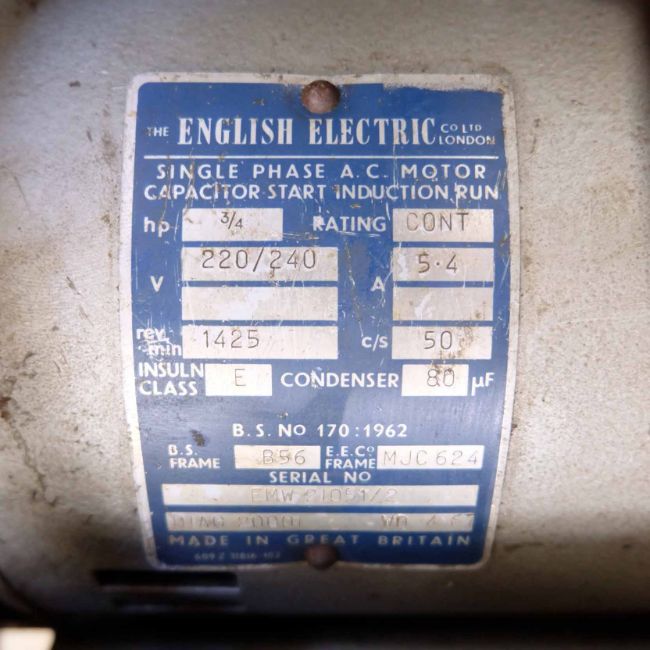 THE ENGLISH ELECTRIC CO LTD LONDON
SINGLE PHASE A.C. MOTOR
CAPACITOR START INDUCTION RUN
hp 3/4 RATING CONT
V 220/240 A 5·4
rev/min 1425 c/s 50
INSULN CLASS E CONDENSER 80 µF
B.S. NO 170:1962
B.S. FRAME B56 E.E.Co FRAME MJC 624
SERIAL NO
MADE IN GREAT BRITAIN